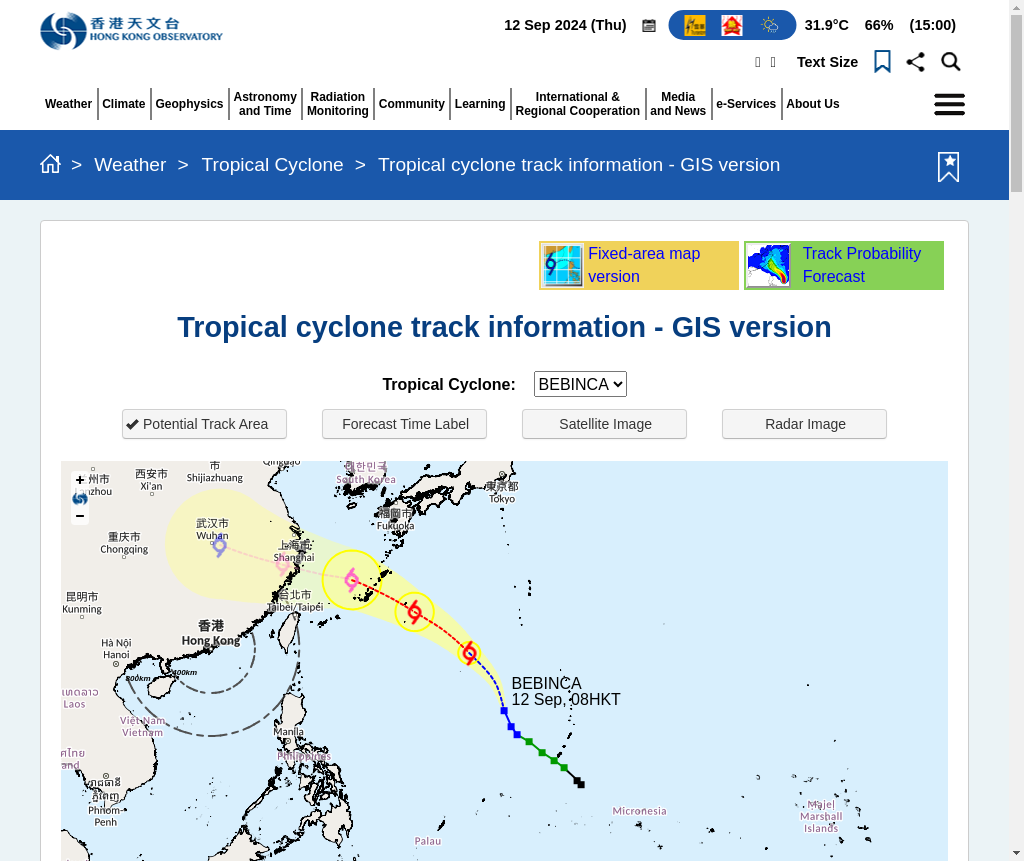 香港天文台
HONG KONG OBSERVATORY
12 Sep 2024 (Thu)
31.9°C 66% (15:00)
Text Size
Weather
Climate
Geophysics
Astronomy
and Time
Radiation
Monitoring
Community
Learning
International &
Regional Cooperation
Media
and News
e-Services
About Us
> Weather > Tropical Cyclone > Tropical cyclone track information - GIS version
Fixed-area map
version
Track Probability
Forecast
Tropical cyclone track information - GIS version
Tropical Cyclone: BEBINCA
Potential Track Area
Forecast Time Label
Satellite Image
Radar Image
+
−
州市
西安市
Xi'an
市
Shijiazhuang
South Korea
東京都
Tokyo
福岡市
Fukuoka
武汉市
Wuhan
上海市
Shanghai
重庆市
Chongqing
昆明市
Kunming
台北市
Taibei/Taipei
香港
Hong Kong
Hà Nội
Hanoi
800km
400km
Laos
Việt Nam
Vietnam
Manila
Philippines
Phnom-
Penh
BEBINCA
12 Sep, 08HKT
Micronesia
Majeļ
Marshall
Islands
Palau